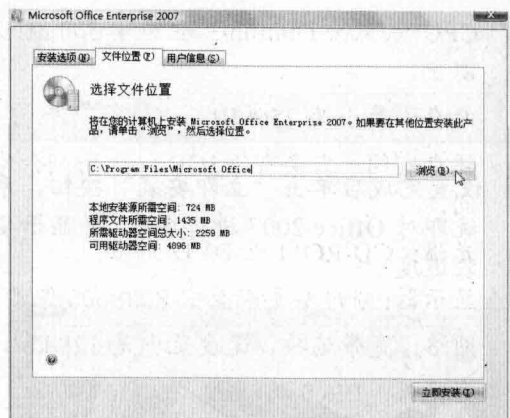 Microsoft Office Enterprise 2007
安装选项(N) 文件位置(F) 用户信息(S)
选择文件位置
将在您的计算机上安装 Microsoft Office Enterprise 2007。如果要在其他位置安装此产
品，请单击“浏览”，然后选择位置。
C:\Program Files\Microsoft Office
浏览(B)
本地安装源所需空间: 724 MB
程序文件所需空间: 1435 MB
所需驱动器空间总大小: 2259 MB
可用驱动器空间: 4896 MB
立即安装(I)